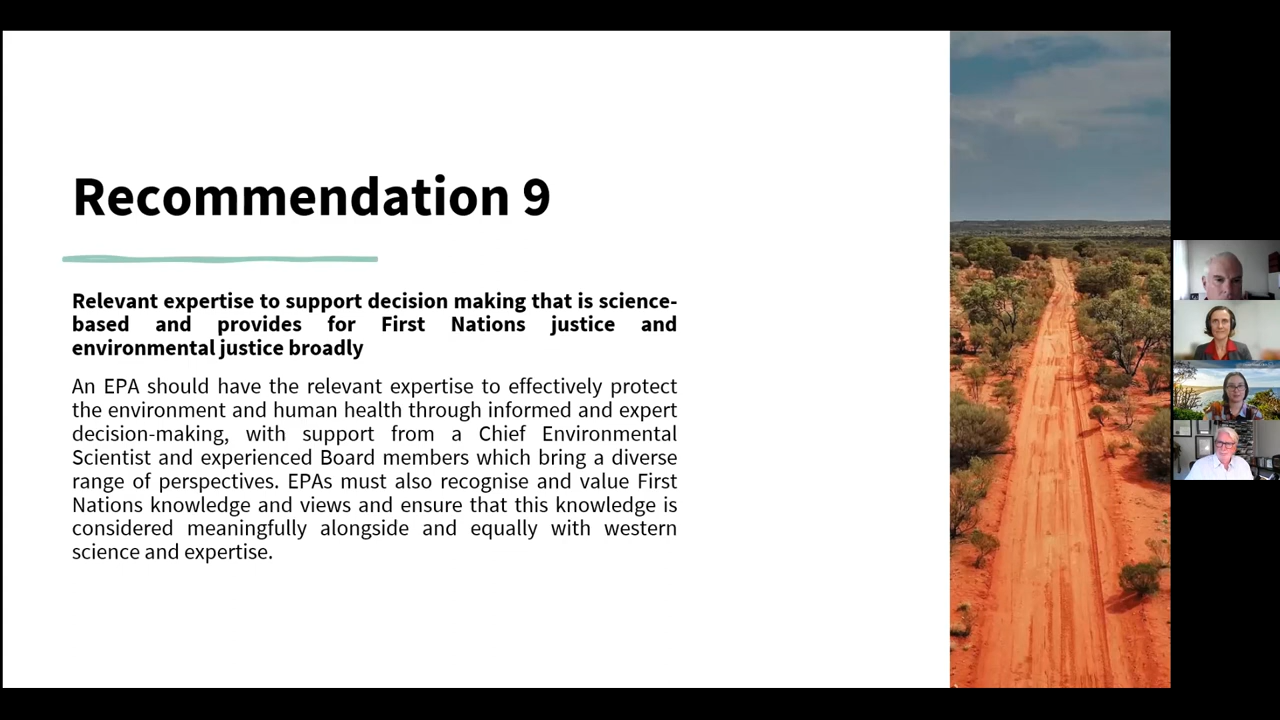 Recommendation 9
Relevant expertise to support decision making that is science-
based and provides for First Nations justice and
environmental justice broadly
An EPA should have the relevant expertise to effectively protect
the environment and human health through informed and expert
decision-making, with support from a Chief Environmental
Scientist and experienced Board members which bring a diverse
range of perspectives. EPAs must also recognise and value First
Nations knowledge and views and ensure that this knowledge is
considered meaningfully alongside and equally with western
science and expertise.